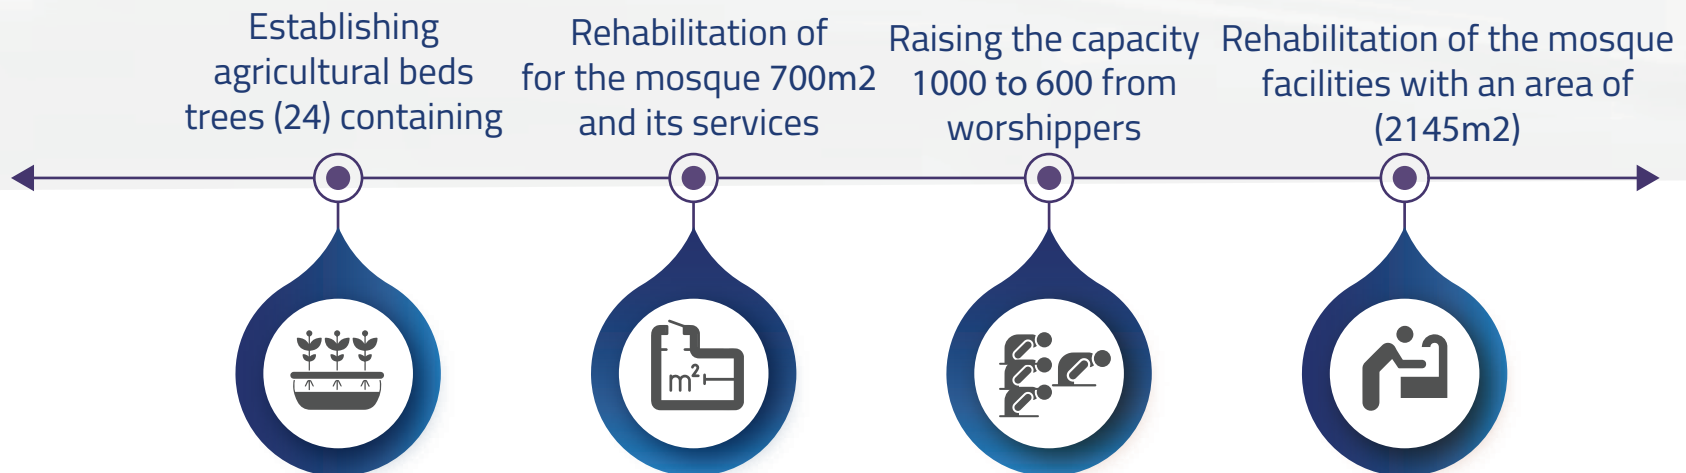 Establishing
agricultural beds
trees (24) containing
Rehabilitation of
for the mosque 700m2
and its services
Raising the capacity
1000 to 600 from
worshippers
Rehabilitation of the mosque
facilities with an area of
(2145m2)
m²